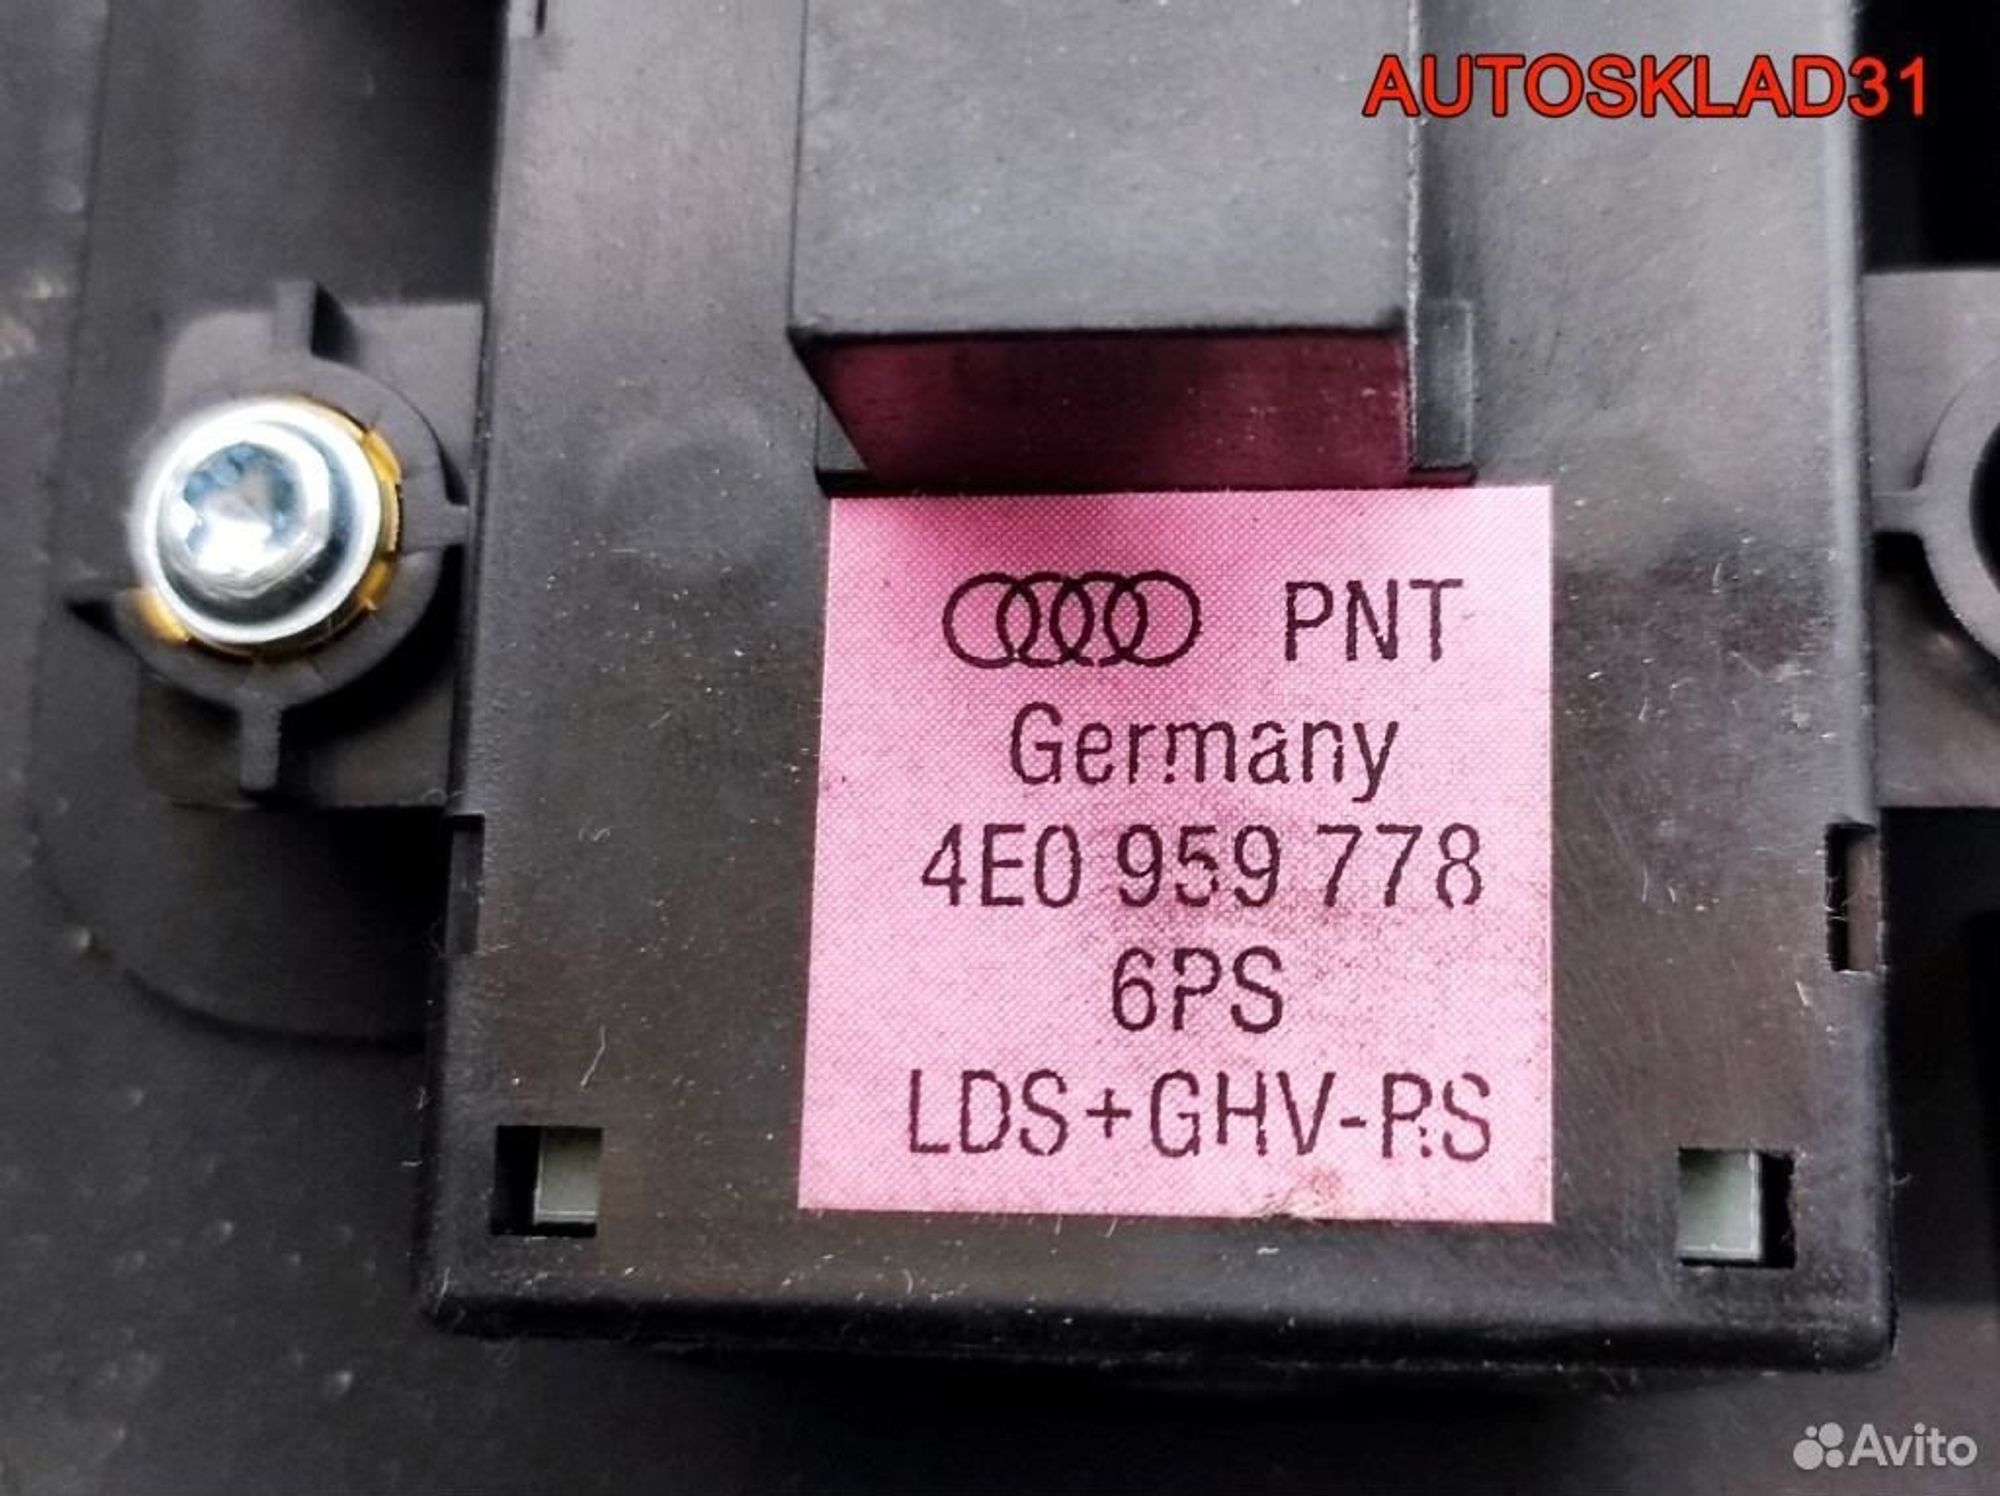 AUTOSKLAD31
PNT
Germany
4E0 959 778
6PS
LDS+GHV-RS
Avito